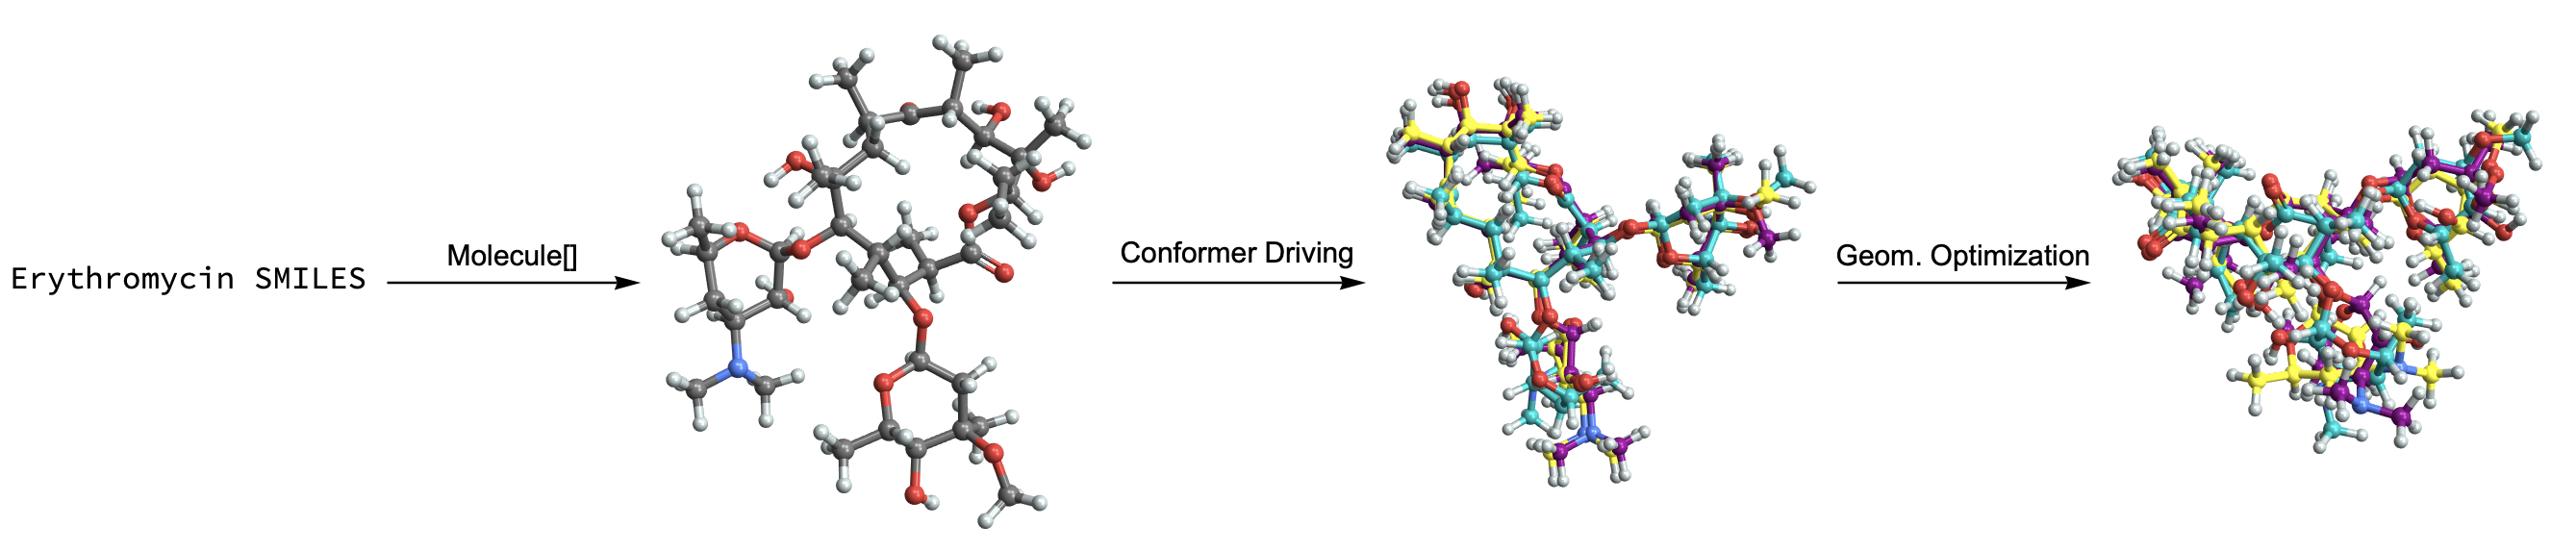 Erythromycin SMILES
Molecule[]
Conformer Driving
Geom. Optimization